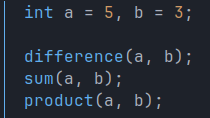 int a = 5, b = 3;
difference(a, b);
sum(a, b);
product(a, b);